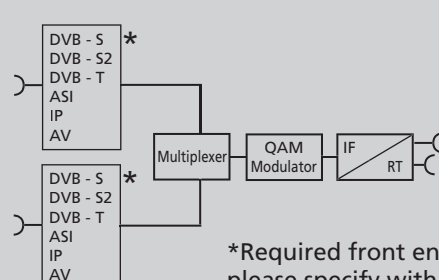 DVB - S *
DVB - S2
DVB - T
ASI
IP
AV
Multiplexer
QAM
Modulator
IF
RT
DVB - S *
DVB - S2
DVB - T
ASI
IP
AV
*Required front en
please specify with